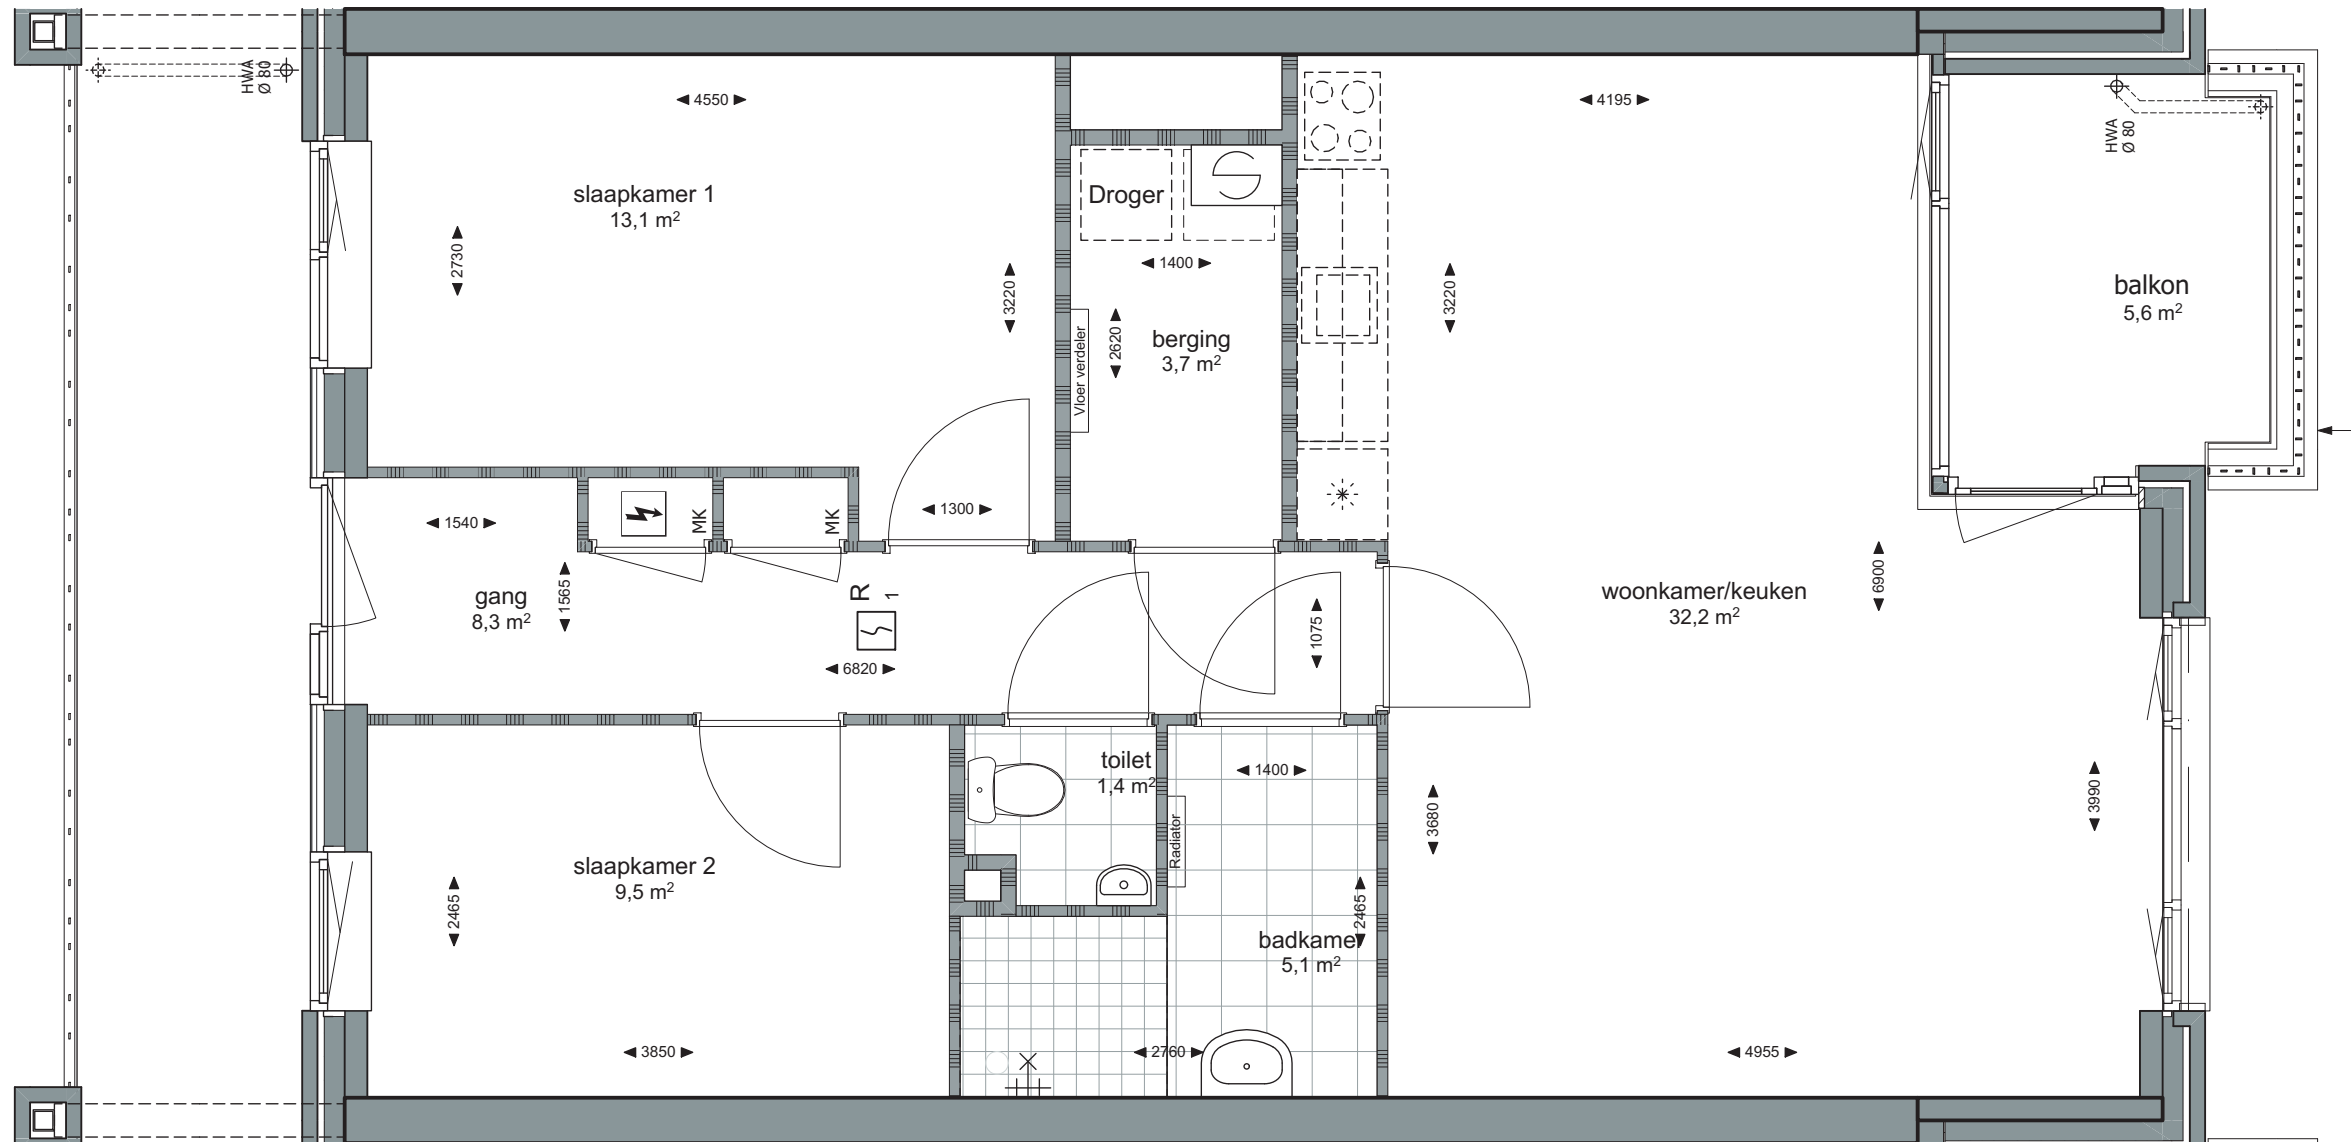 HWA
Ø 80
4550
4195
HWA
Ø 80
slaapkamer 1
13,1 m²
Droger
2730
3220
1400
3220
balkon
5,6 m²
Vloer verdeler
2620
berging
3,7 m²
1540
MK
MK
1300
gang
8,3 m²
1565
R
1
6820
1075
woonkamer/keuken
32,2 m²
6900
toilet
1,4 m²
1400
3680
3990
Radiator
slaapkamer 2
9,5 m²
2465
2465
badkamer
5,1 m²
3850
2760
4955